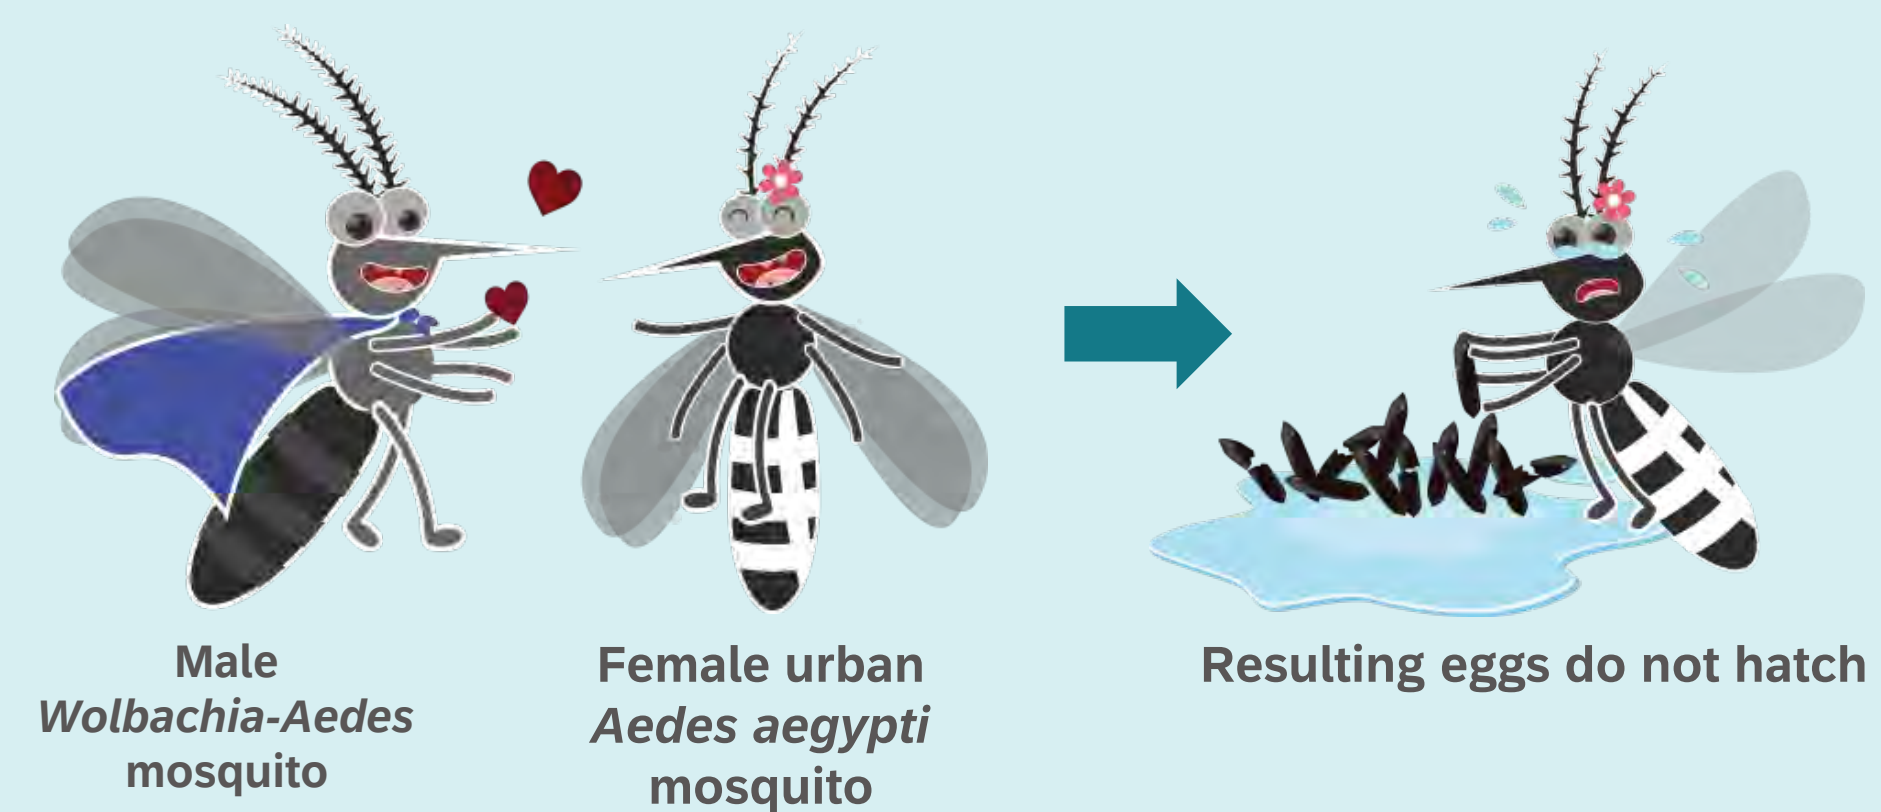 Male
Wolbachia-Aedes
mosquito
Female urban
Aedes aegypti
mosquito
Resulting eggs do not hatch